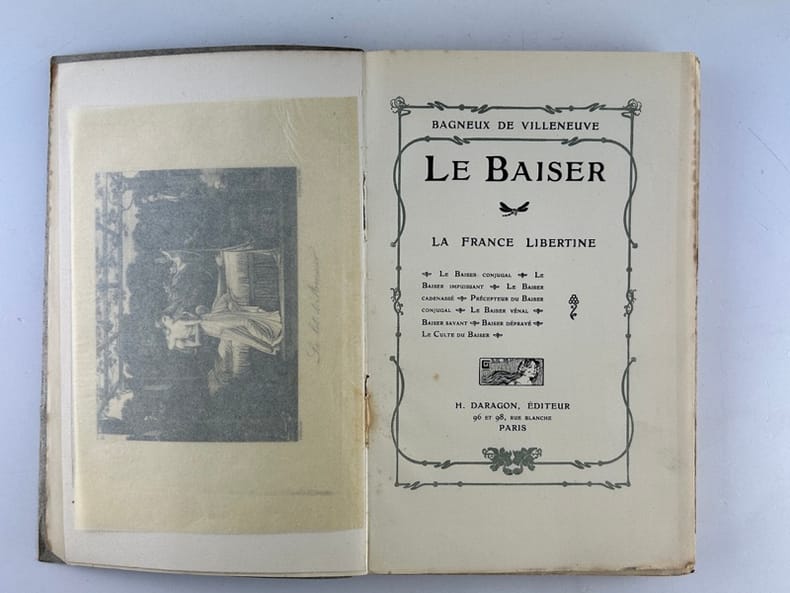 BAGNEUX DE VILLENEUVE
LE BAISER
LA FRANCE LIBERTINE
LE BAISER CONJUGAL LE
BAISER IMPUISSANT LE BAISER
CADENASSÉ PRÉCEPTEUR DU BAISER
CONJUGAL LE BAISER VÉNAL
BAISER SAVANT BAISER DÉPRAVÉ
LE CULTE DU BAISER
H. DARAGON, ÉDITEUR
96 ET 98, RUE BLANCHE
PARIS